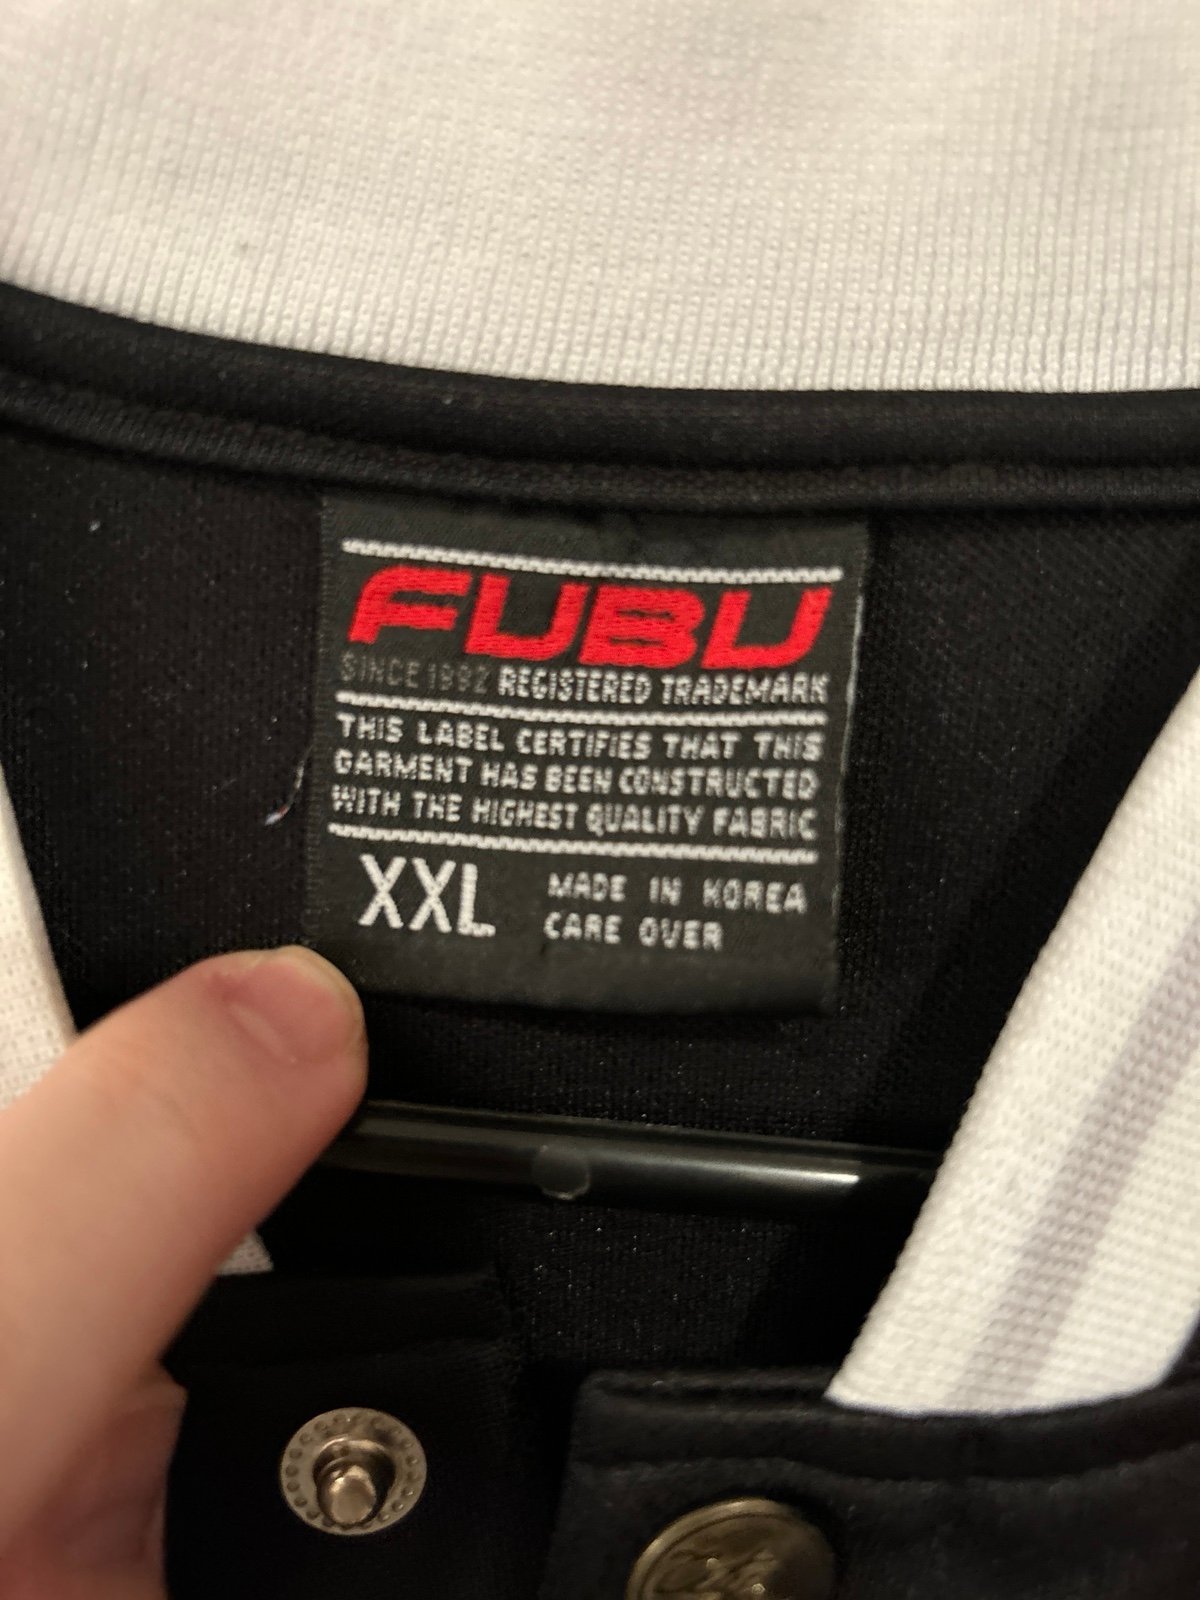 FUBU
SINCE 1992 REGISTERED TRADEMARK
THIS LABEL CERTIFIES THAT THIS
GARMENT HAS BEEN CONSTRUCTED
WITH THE HIGHEST QUALITY FABRIC
XXL
MADE IN KOREA
CARE OVER